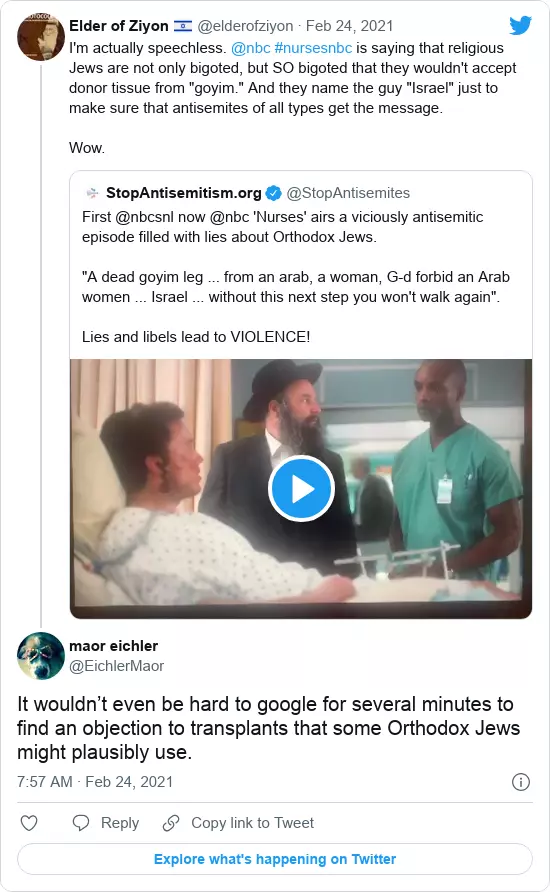 Elder of Ziyon 🇮🇱 @elderofziyon · Feb 24, 2021
I'm actually speechless. @nbc #nursesnbc is saying that religious
Jews are not only bigoted, but SO bigoted that they wouldn't accept
donor tissue from "goyim." And they name the guy "Israel" just to
make sure that antisemites of all types get the message.
Wow.
StopAntisemitism.org @StopAntisemites
First @nbcsnl now @nbc 'Nurses' airs a viciously antisemitic
episode filled with lies about Orthodox Jews.
"A dead goyim leg ... from an arab, a woman, G-d forbid an Arab
women ... Israel ... without this next step you won't walk again".
Lies and libels lead to VIOLENCE!
maor eichler
@EichlerMaor
It wouldn’t even be hard to google for several minutes to
find an objection to transplants that some Orthodox Jews
might plausibly use.
7:57 AM · Feb 24, 2021
Reply Copy link to Tweet
Explore what's happening on Twitter